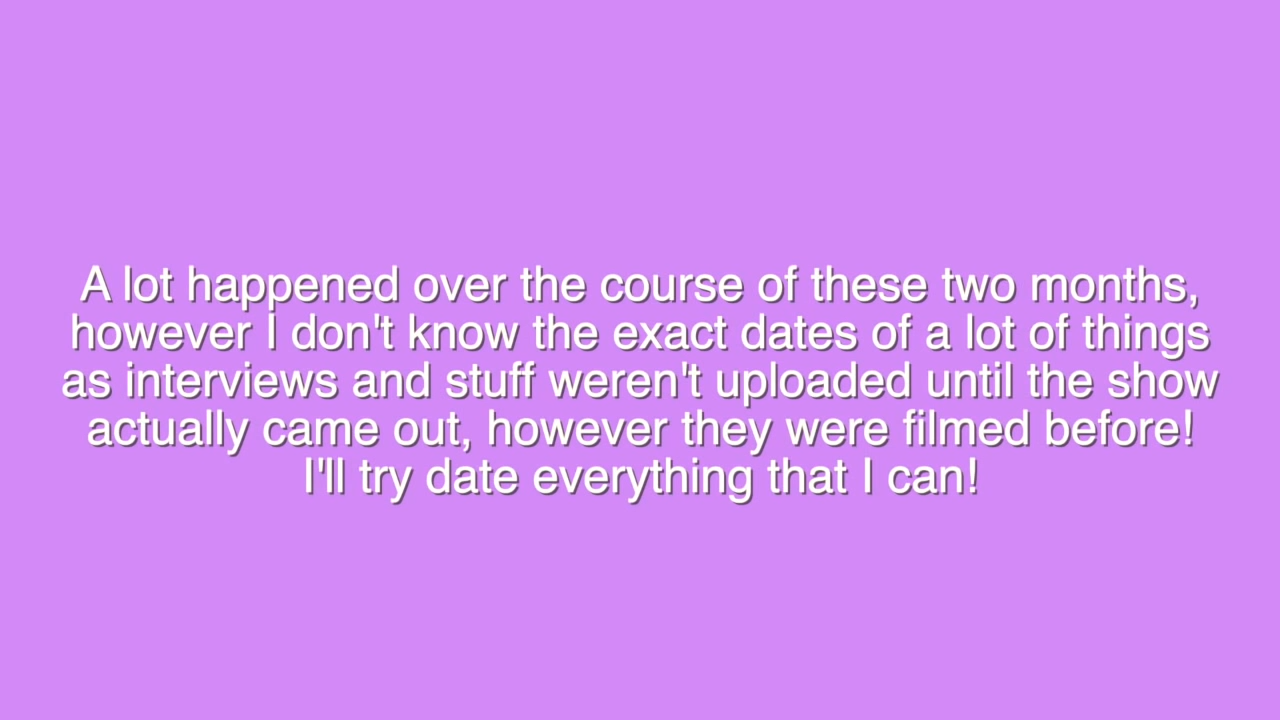 A lot happened over the course of these two months,
however I don't know the exact dates of a lot of things
as interviews and stuff weren't uploaded until the show
actually came out, however they were filmed before!
I'll try date everything that I can!